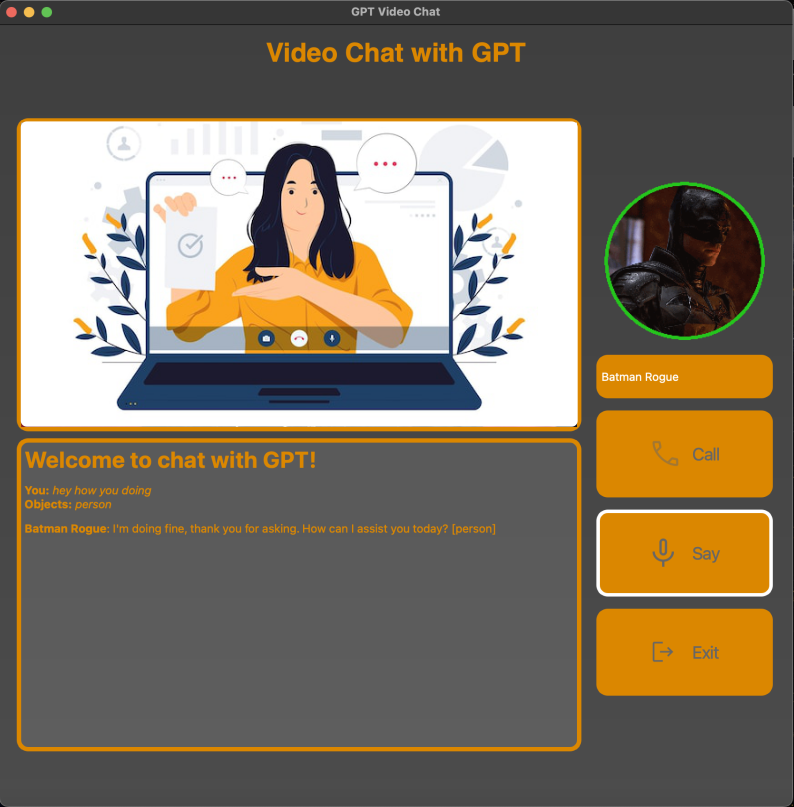 GPT Video Chat
Video Chat with GPT
Batman Rogue
Call
Say
Exit
Welcome to chat with GPT!
You: hey how you doing
Objects: person
Batman Rogue: I'm doing fine, thank you for asking. How can I assist you today? [person]